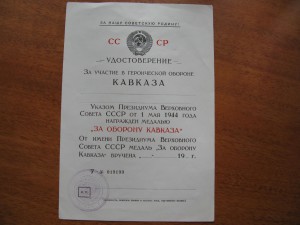 ЗА НАШУ СОВЕТСКУЮ РОДИНУ!
СС СР
УДОСТОВЕРЕНИЕ
За участие в героической обороне
КАВКАЗА
Указом Президиума Верховного
Совета СССР от 1 мая 1944 года
награжден медалью
„ЗА ОБОРОНУ КАВКАЗА“
От имени Президиума Верховного
Совета СССР медаль „За оборону
Кавказа“ вручена „ “ 19 г.
№